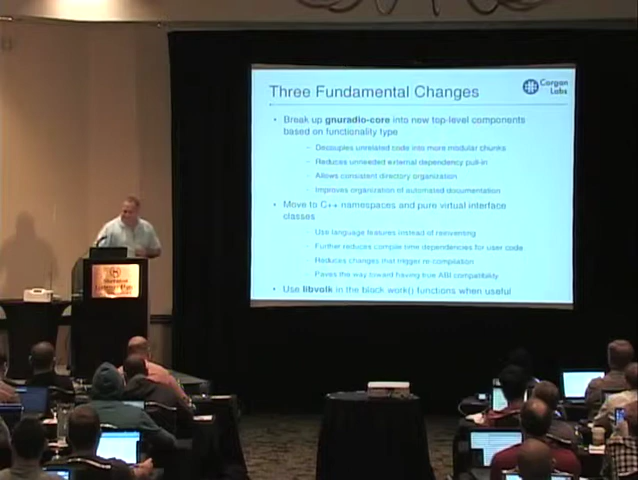 Three Fundamental Changes
Corgan
Labs
• Break up gnuradio-core into new top-level components
based on functionality type
– Decouples unrelated code into more modular chunks
– Reduces unneeded external dependency pull-in
– Allows consistent directory organization
– Improves organization of automated documentation
• Move to C++ namespaces and pure virtual interface
classes
– Use language features instead of reinventing
– Further reduces compile time dependencies for user code
– Reduces changes that trigger re-compilation
– Paves the way toward having true ABI compatibility
• Use libvolk in the block work() functions when useful
Sheraton